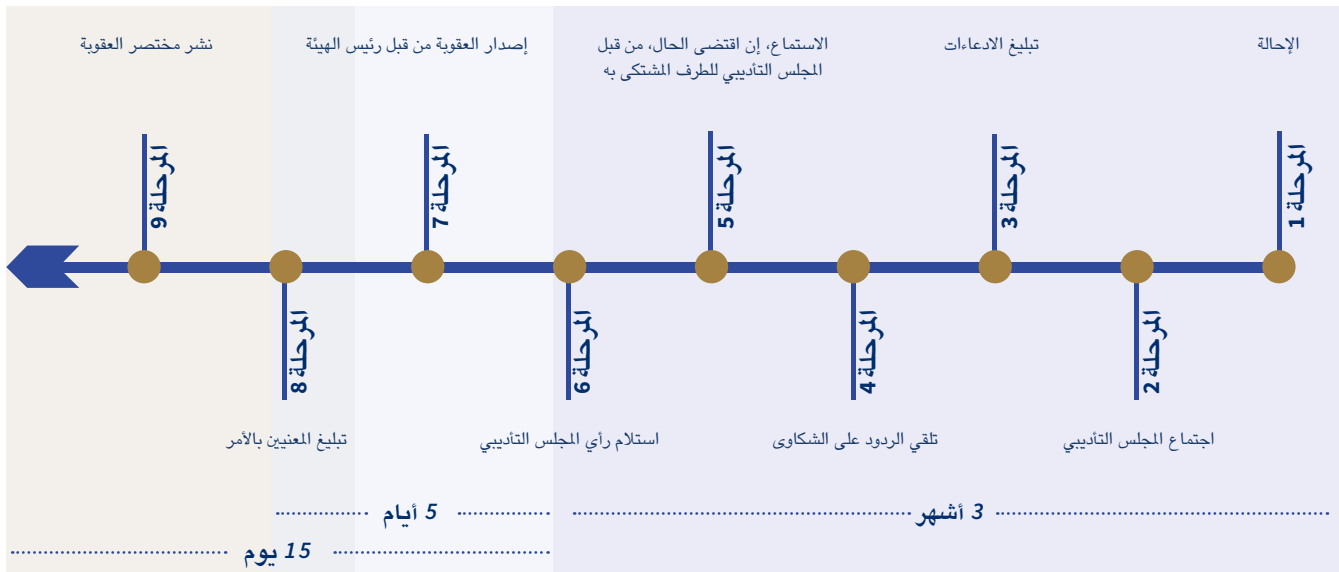 الإحالة
تبليغ الادعاءات
الاستماع، إن اقتضى الحال، من قبل
المجلس التأديبي للطرف المشتكى به
إصدار العقوبة من قبل رئيس الهيئة
نشر مختصر العقوبة
المرحلة 1
المرحلة 3
المرحلة 5
المرحلة 7
المرحلة 9
المرحلة 2
المرحلة 4
المرحلة 6
المرحلة 8
اجتماع المجلس التأديبي
تلقي الردود على الشكاوى
استلام رأي المجلس التأديبي
تبليغ المعنيين بالأمر
3 أشهر
5 أيام
15 يوم